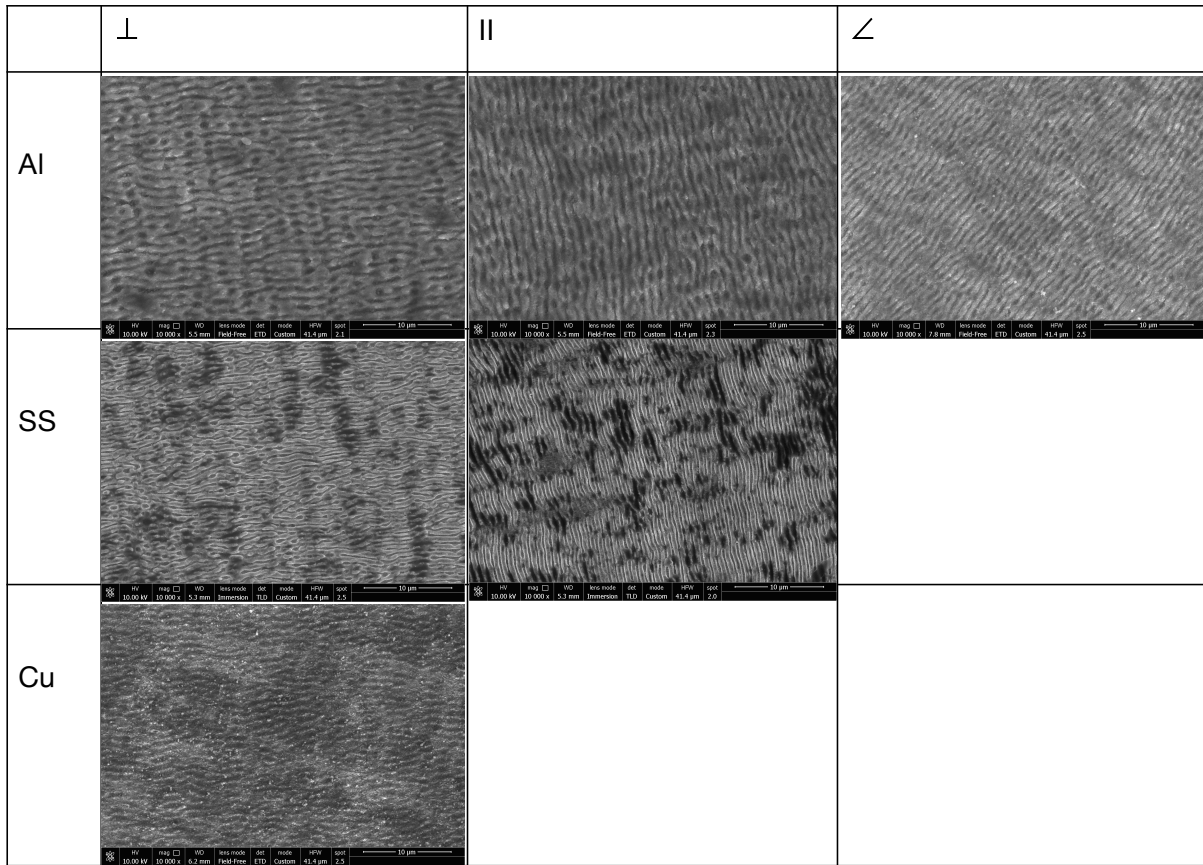 ⊥ || ∠
Al
HV mag □ WD lens mode det mode HFW spot
10.00 kV 10 000 x 5.5 mm Field-Free ETD Custom 41.4 µm 2.1 10 µm
HV mag □ WD lens mode det mode HFW spot
10.00 kV 10 000 x 5.5 mm Field-Free ETD Custom 41.4 µm 2.3 10 µm
HV mag □ WD lens mode det mode HFW spot
10.00 kV 10 000 x 7.8 mm Field-Free ETD Custom 41.4 µm 2.5 10 µm
SS
HV mag □ WD lens mode det mode HFW spot
10.00 kV 10 000 x 5.3 mm Immersion TLD Custom 41.4 µm 2.5 10 µm
HV mag □ WD lens mode det mode HFW spot
10.00 kV 10 000 x 5.3 mm Immersion TLD Custom 41.4 µm 2.0 10 µm
Cu
HV mag □ WD lens mode det mode HFW spot
10.00 kV 10 000 x 6.2 mm Field-Free ETD Custom 41.4 µm 2.5 10 µm